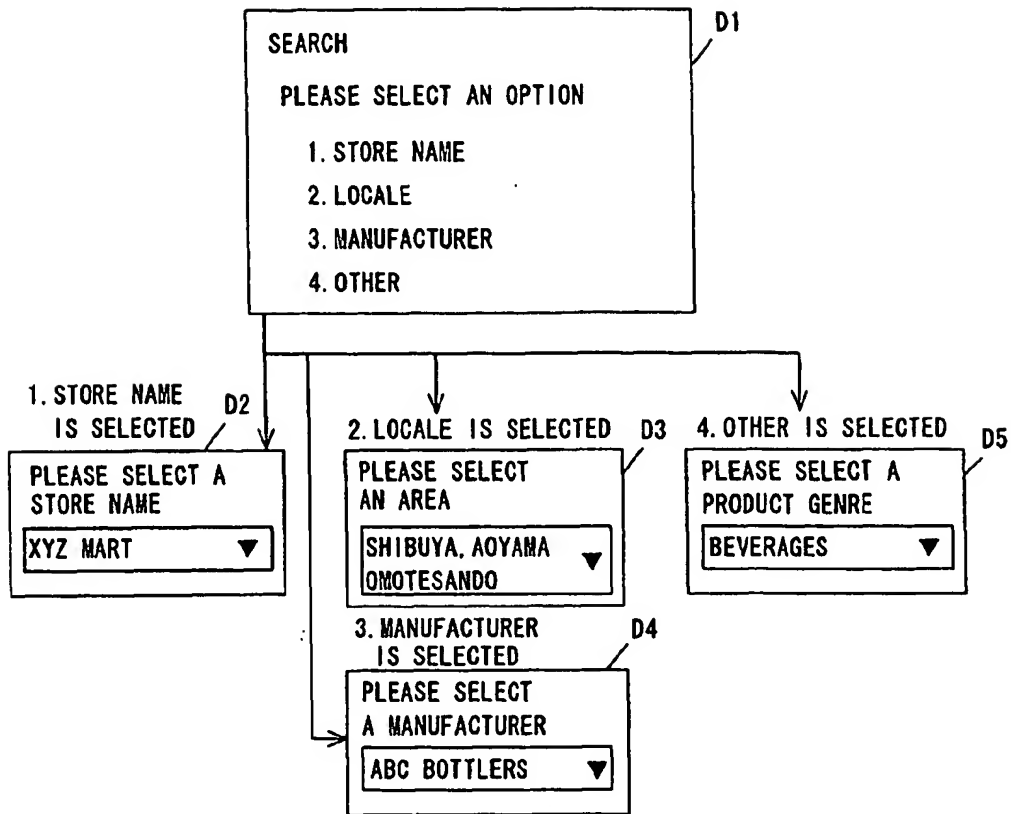 D1
SEARCH
PLEASE SELECT AN OPTION
1. STORE NAME
2. LOCALE
3. MANUFACTURER
4. OTHER
1. STORE NAME
IS SELECTED
D2
PLEASE SELECT A
STORE NAME
XYZ MART ▼
2. LOCALE IS SELECTED
D3
PLEASE SELECT
AN AREA
SHIBUYA, AOYAMA
OMOTESANDO ▼
4. OTHER IS SELECTED
D5
PLEASE SELECT A
PRODUCT GENRE
BEVERAGES ▼
3. MANUFACTURER
IS SELECTED
D4
PLEASE SELECT
A MANUFACTURER
ABC BOTTLERS ▼